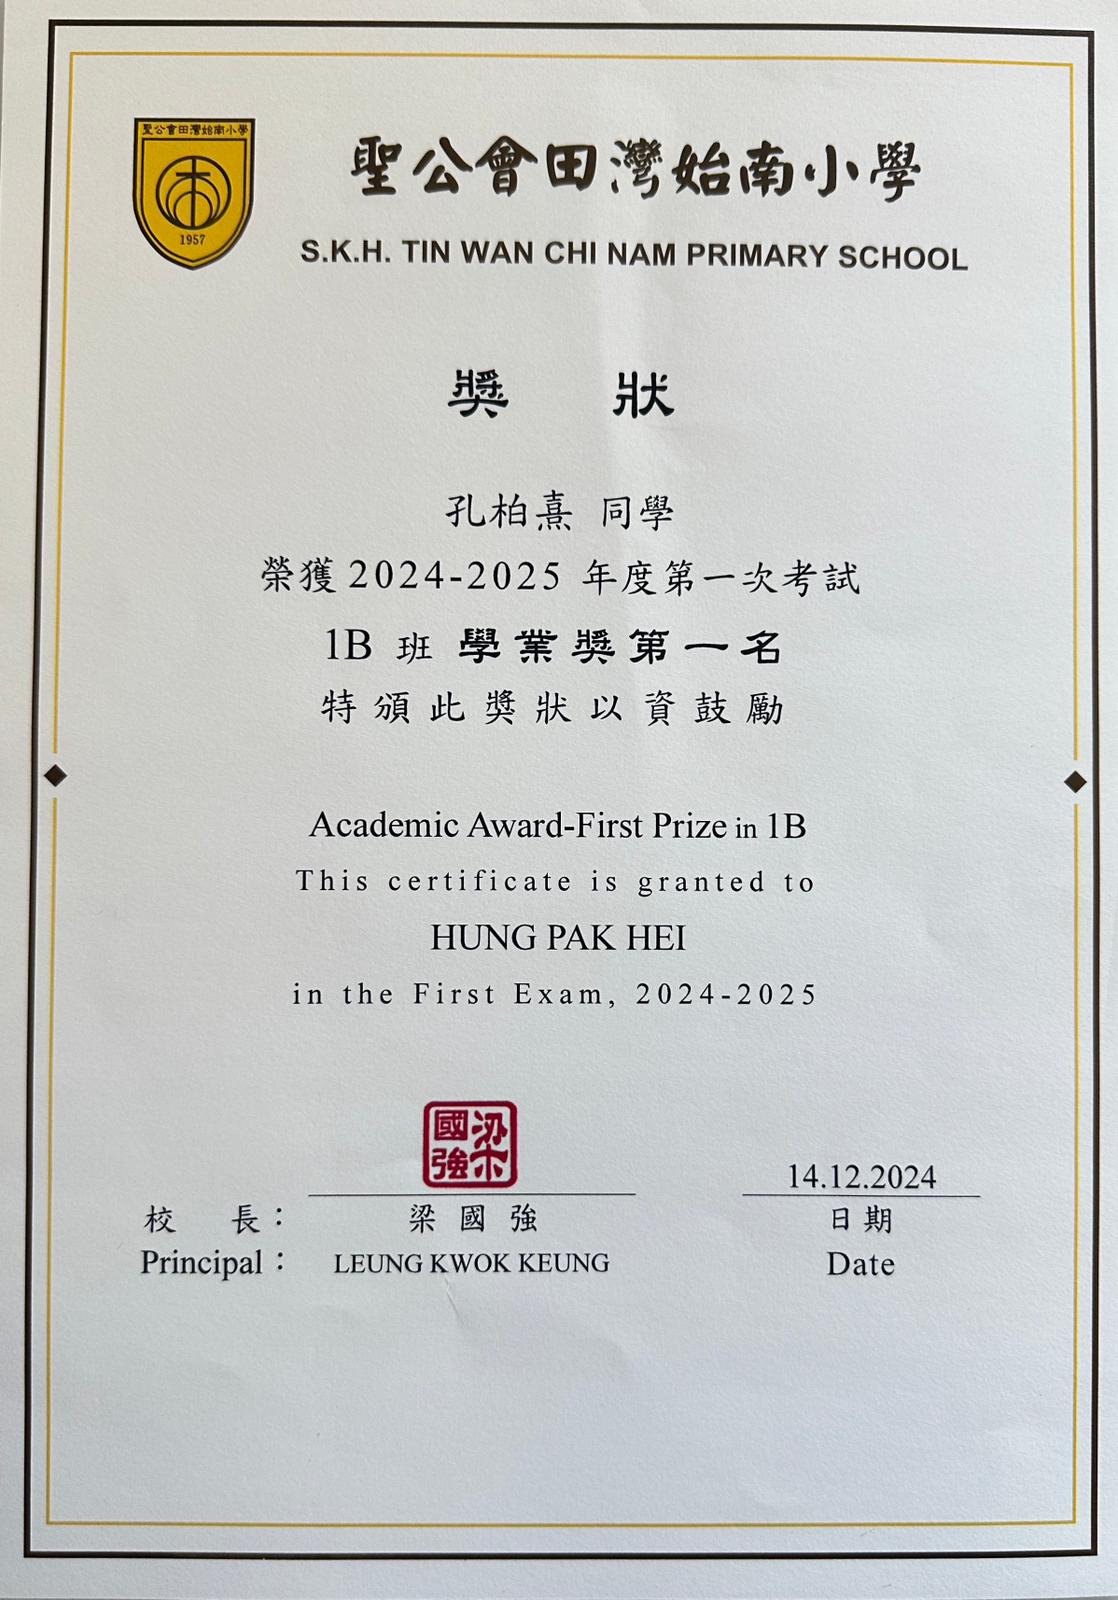 聖公會田灣始南小學
1957
聖公會田灣始南小學
S.K.H. TIN WAN CHI NAM PRIMARY SCHOOL
獎 狀
孔柏熹 同學
榮獲 2024-2025 年度第一次考試
1B 班 學業獎第一名
特頒此獎狀以資鼓勵
Academic Award-First Prize in 1B
This certificate is granted to
HUNG PAK HEI
in the First Exam, 2024-2025
梁國強
14.12.2024
校 長： 梁國強 日期
Principal： LEUNG KWOK KEUNG Date